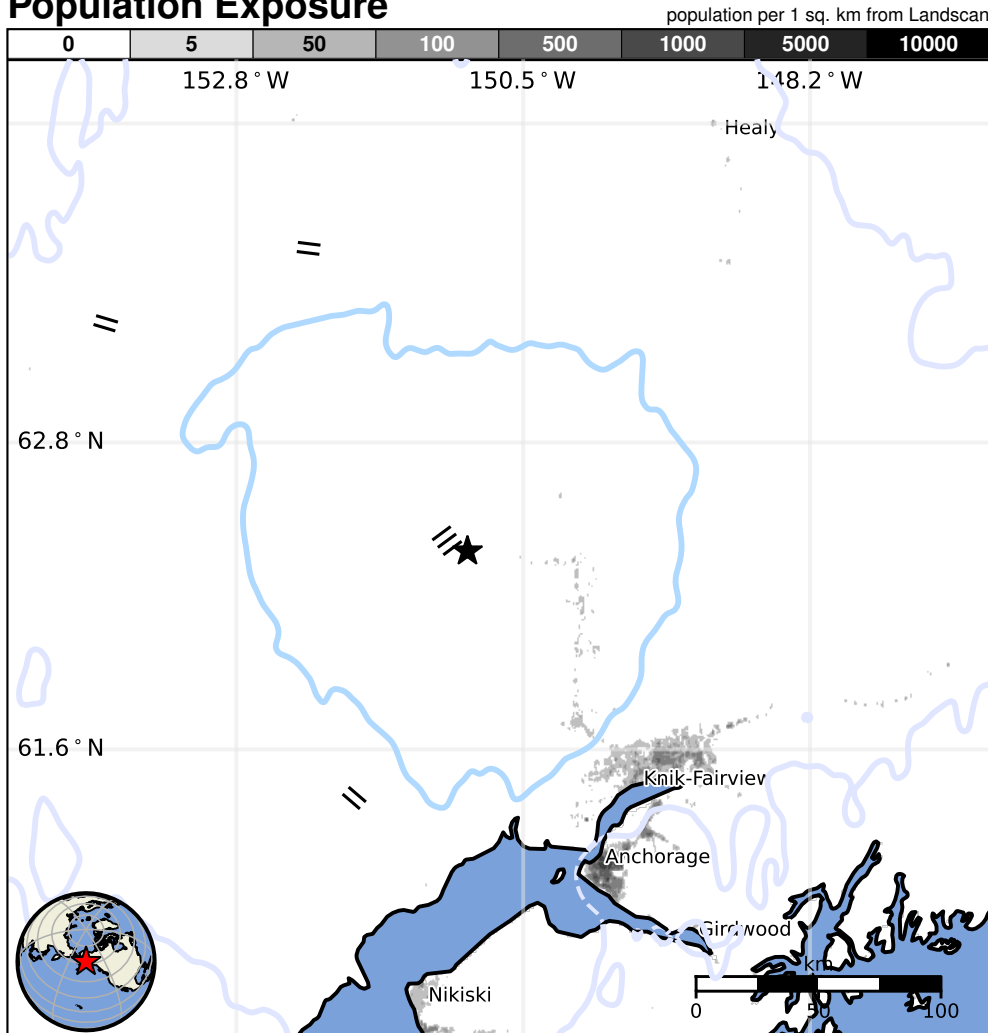 Population Exposure
population per 1 sq. km from Landscan
0 5 50 100 500 1000 5000 10000
152.8°W 150.5°W 148.2°W
Healy
62.8°N
61.6°N
Knik-Fairview
Anchorage
Girdwood
km
Nikiski
0 50 100